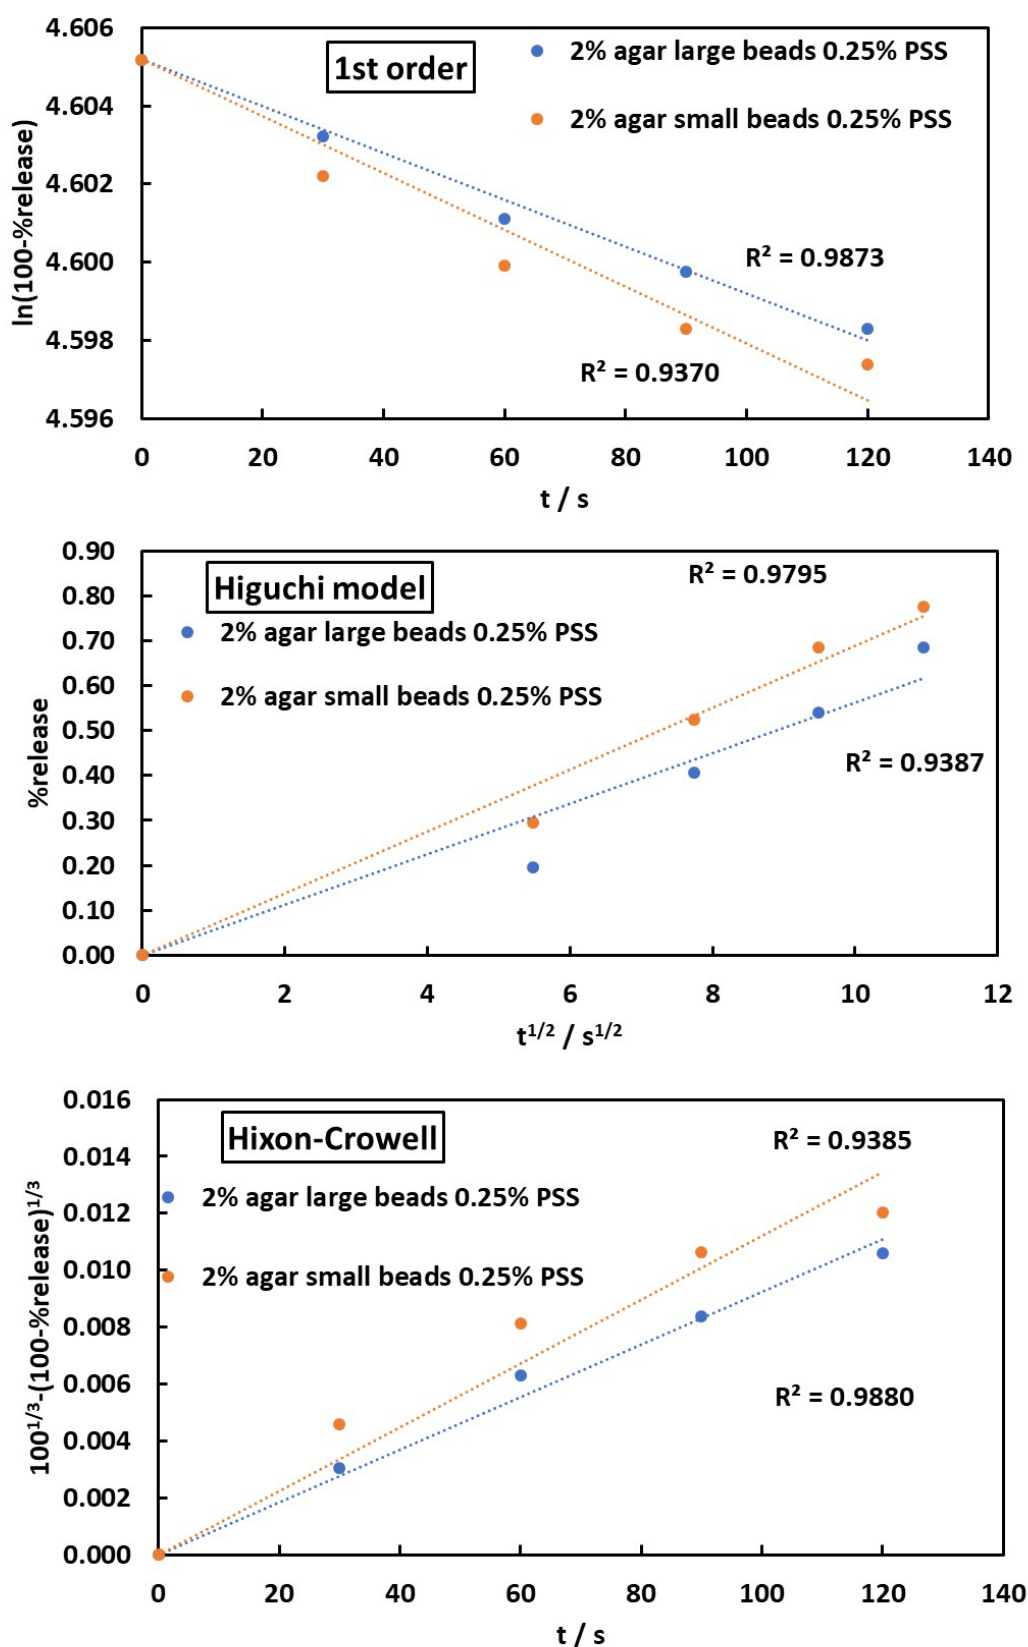 1st order
2% agar large beads 0.25% PSS
2% agar small beads 0.25% PSS
R² = 0.9873
R² = 0.9370
ln(100-%release)
4.606
4.604
4.602
4.600
4.598
4.596
0 20 40 60 80 100 120 140
t / s
Higuchi model
2% agar large beads 0.25% PSS
2% agar small beads 0.25% PSS
R² = 0.9795
R² = 0.9387
%release
0.90
0.80
0.70
0.60
0.50
0.40
0.30
0.20
0.10
0.00
0 2 4 6 8 10 12
t^1/2 / s^1/2
Hixon-Crowell
2% agar large beads 0.25% PSS
2% agar small beads 0.25% PSS
R² = 0.9385
R² = 0.9880
100^1/3-(100-%release)^1/3
0.016
0.014
0.012
0.010
0.008
0.006
0.004
0.002
0.000
0 20 40 60 80 100 120 140
t / s